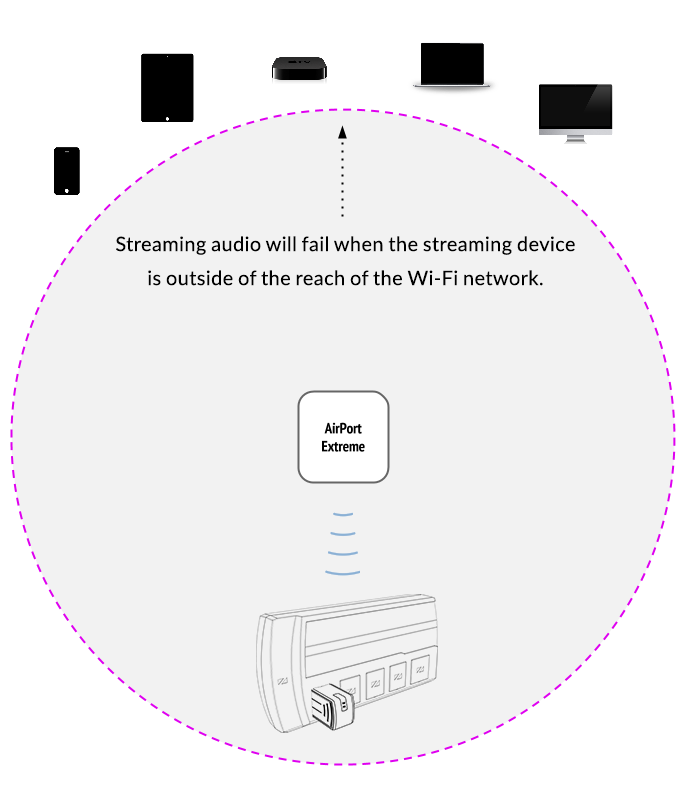 Streaming audio will fail when the streaming device
is outside of the reach of the Wi-Fi network.
AirPort
Extreme